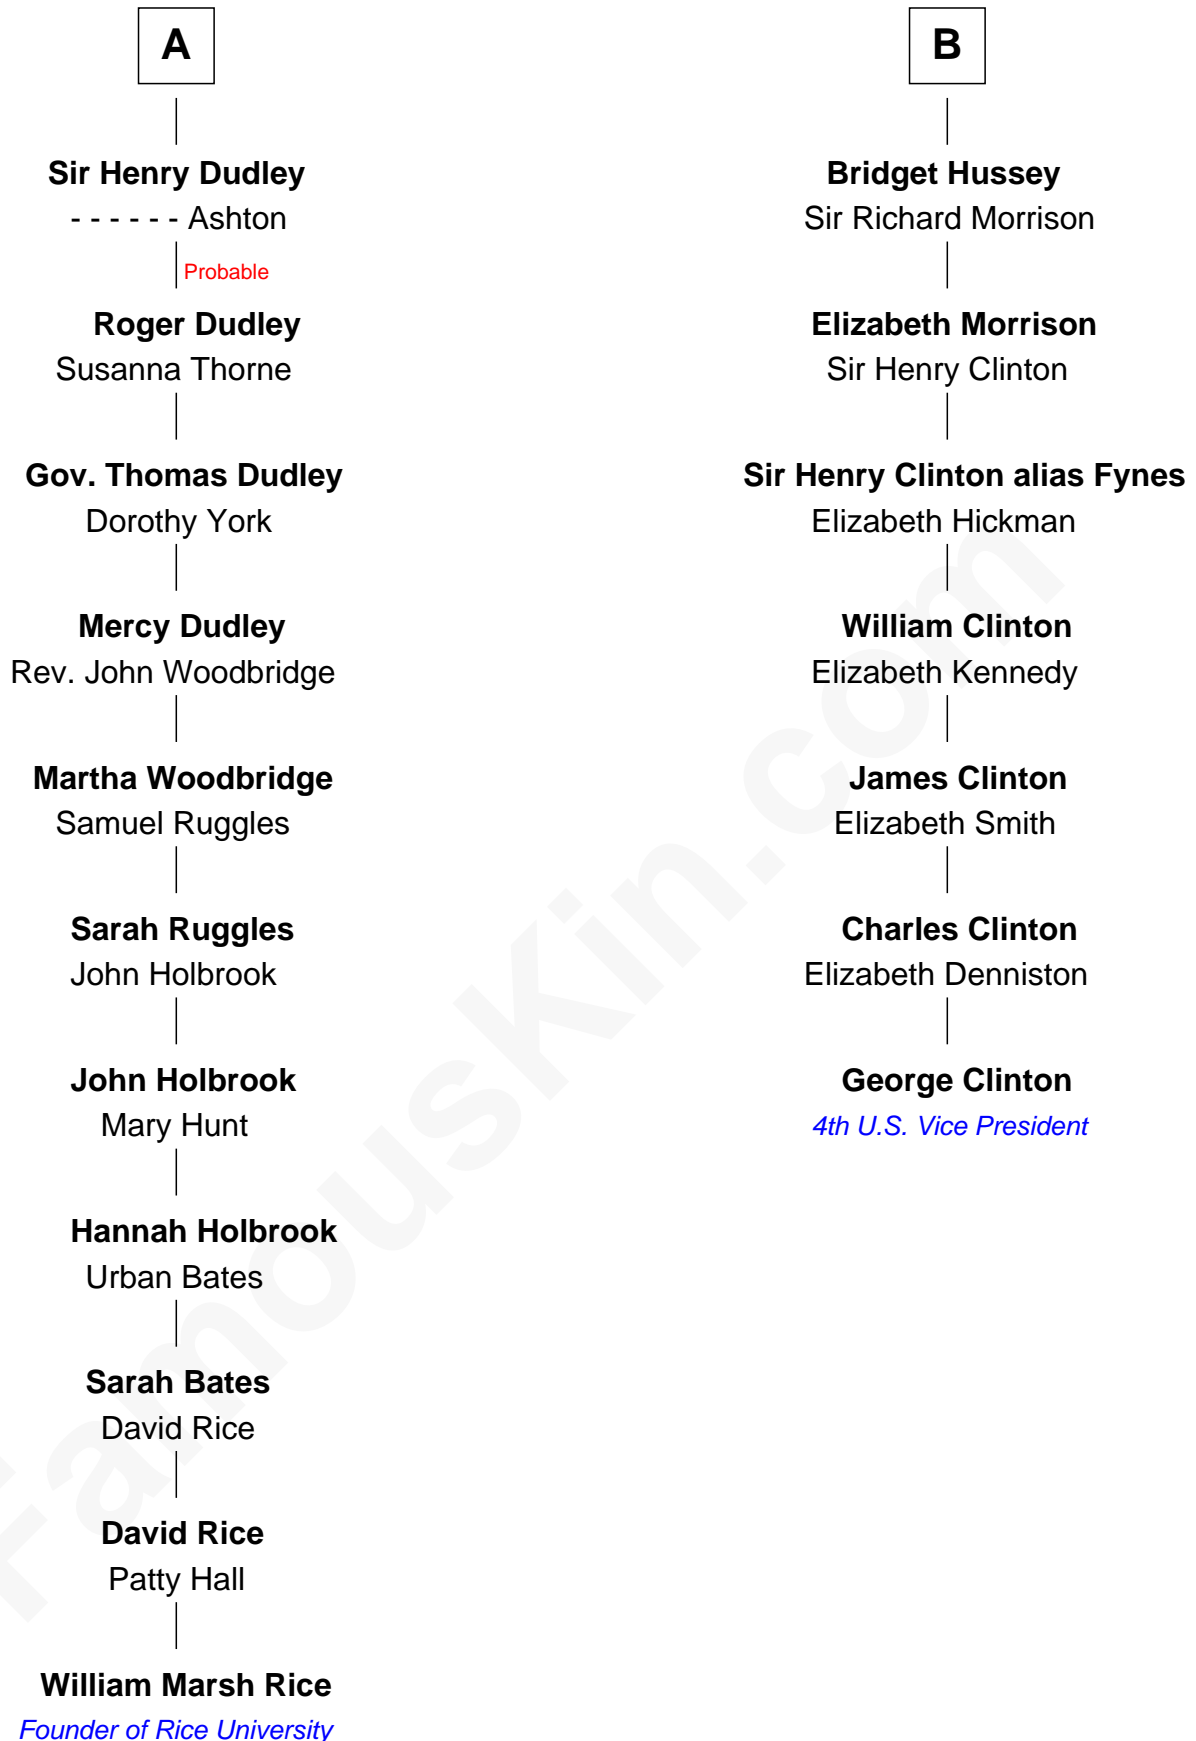 A
Sir Henry Dudley
- - - - - - Ashton
Probable
Roger Dudley
Susanna Thorne
Gov. Thomas Dudley
Dorothy York
Mercy Dudley
Rev. John Woodbridge
Martha Woodbridge
Samuel Ruggles
Sarah Ruggles
John Holbrook
John Holbrook
Mary Hunt
Hannah Holbrook
Urban Bates
Sarah Bates
David Rice
David Rice
Patty Hall
William Marsh Rice
Founder of Rice University
B
Bridget Hussey
Sir Richard Morrison
Elizabeth Morrison
Sir Henry Clinton
Sir Henry Clinton alias Fynes
Elizabeth Hickman
William Clinton
Elizabeth Kennedy
James Clinton
Elizabeth Smith
Charles Clinton
Elizabeth Denniston
George Clinton
4th U.S. Vice President
FamousKin.com